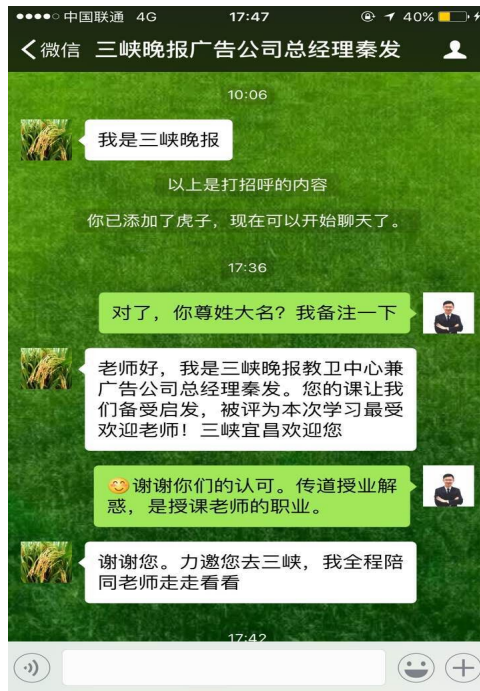 中国联通 4G 17:47 40%
微信 三峡晚报广告公司总经理秦发
10:06
我是三峡晚报
以上是打招呼的内容
你已添加了虎子，现在可以开始聊天了。
17:36
对了，你尊姓大名？我备注一下
老师好，我是三峡晚报教卫中心兼
广告公司总经理秦发。您的课让我
们备受启发，被评为本次学习最受
欢迎老师！三峡宜昌欢迎您
😊谢谢你们的认可。传道授业解
惑，是授课老师的职业。
谢谢您。力邀您去三峡，我全程陪
同老师走走看看
17:42